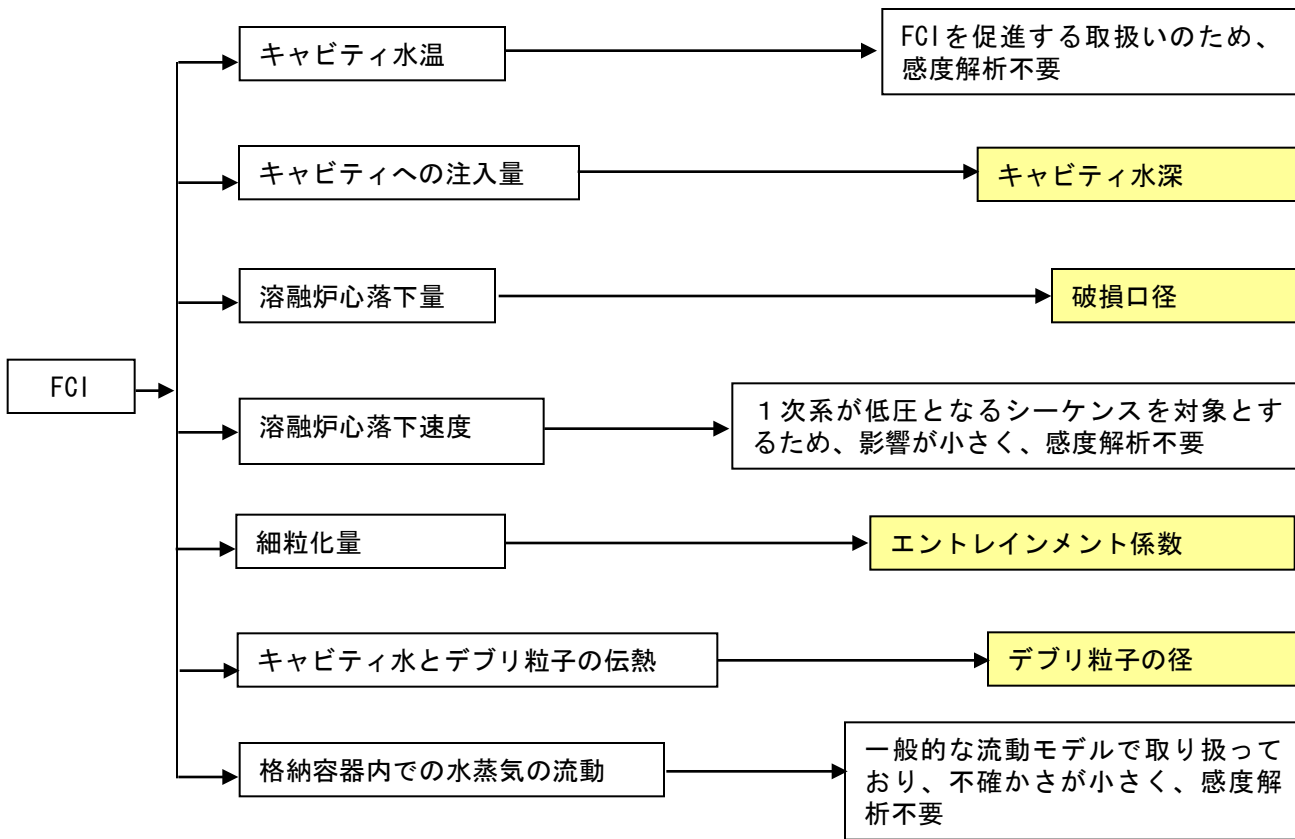 キャビティ水温
FCIを促進する取扱いのため、
感度解析不要
キャビティへの注入量
キャビティ水深
溶融炉心落下量
破損口径
FCI
溶融炉心落下速度
１次系が低圧となるシーケンスを対象とす
るため、影響が小さく、感度解析不要
細粒化量
エントレインメント係数
キャビティ水とデブリ粒子の伝熱
デブリ粒子の径
格納容器内での水蒸気の流動
一般的な流動モデルで取り扱って
おり、不確かさが小さく、感度解
析不要